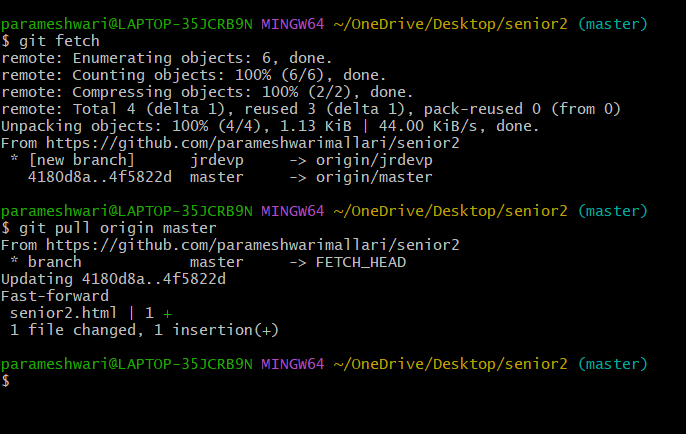 parameshwari@LAPTOP-35JCRB9N MINGW64 ~/OneDrive/Desktop/senior2 (master)
$ git fetch
remote: Enumerating objects: 6, done.
remote: Counting objects: 100% (6/6), done.
remote: Compressing objects: 100% (2/2), done.
remote: Total 4 (delta 1), reused 3 (delta 1), pack-reused 0 (from 0)
Unpacking objects: 100% (4/4), 1.13 KiB | 44.00 KiB/s, done.
From https://github.com/parameshwarimallari/senior2
 * [new branch]      jrdevp     -> origin/jrdevp
   4180d8a..4f5822d  master     -> origin/master
parameshwari@LAPTOP-35JCRB9N MINGW64 ~/OneDrive/Desktop/senior2 (master)
$ git pull origin master
From https://github.com/parameshwarimallari/senior2
 * branch            master     -> FETCH_HEAD
Updating 4180d8a..4f5822d
Fast-forward
 senior2.html | 1 +
 1 file changed, 1 insertion(+)
parameshwari@LAPTOP-35JCRB9N MINGW64 ~/OneDrive/Desktop/senior2 (master)
$